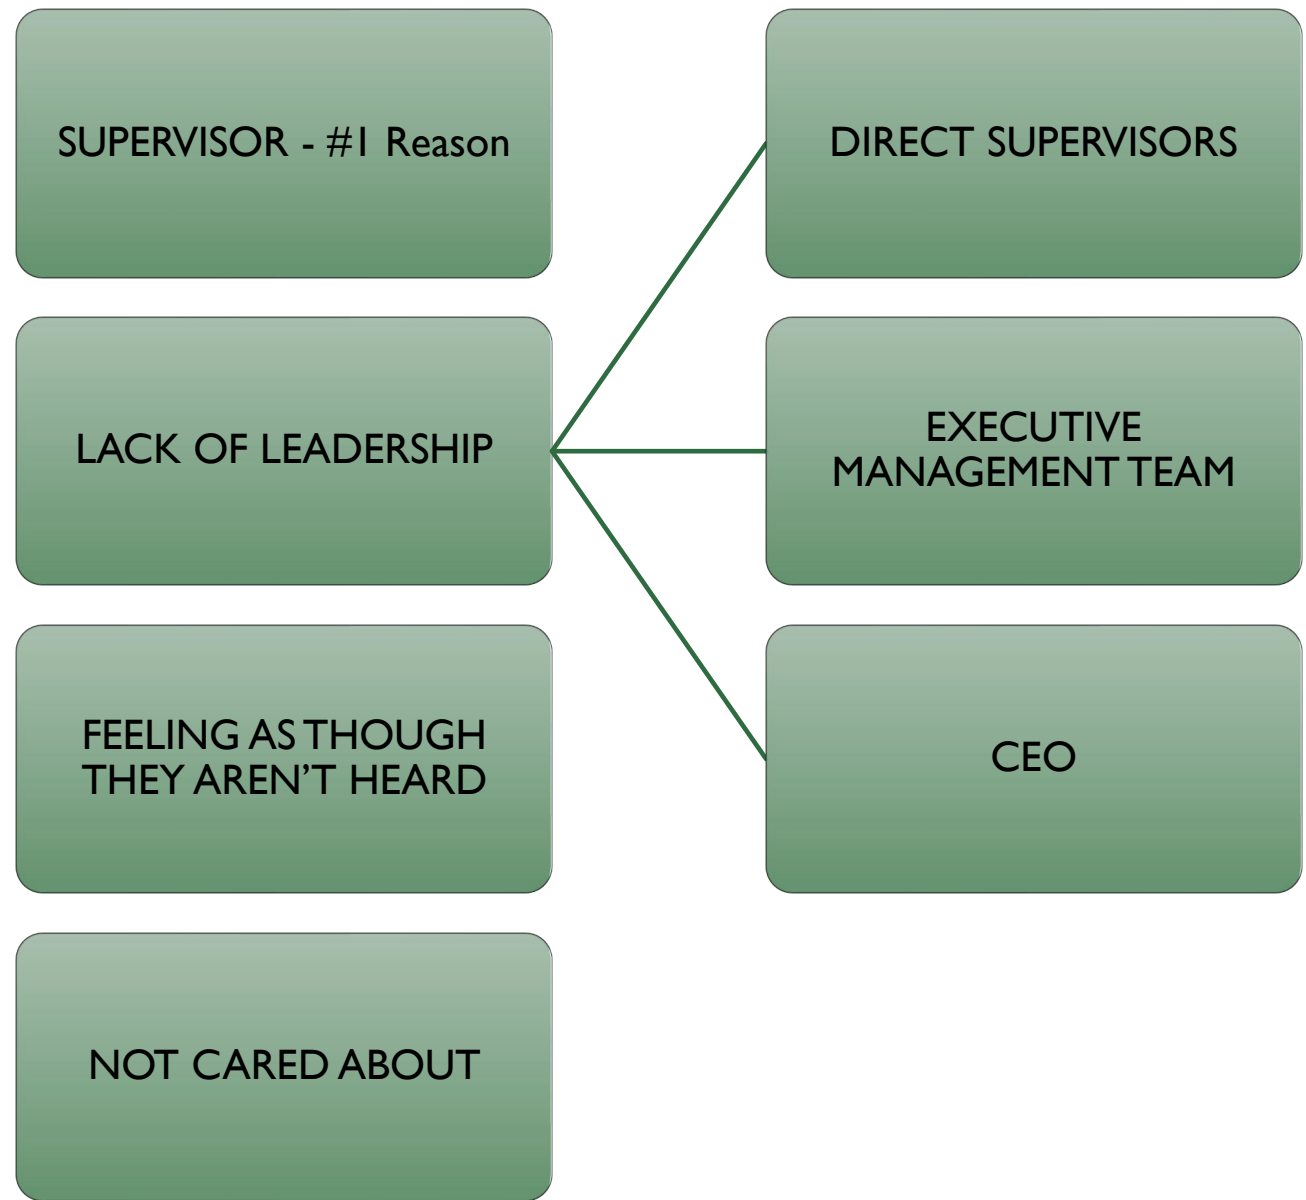 SUPERVISOR - #1 Reason
LACK OF LEADERSHIP
DIRECT SUPERVISORS
EXECUTIVE
MANAGEMENT TEAM
CEO
FEELING AS THOUGH
THEY AREN’T HEARD
NOT CARED ABOUT